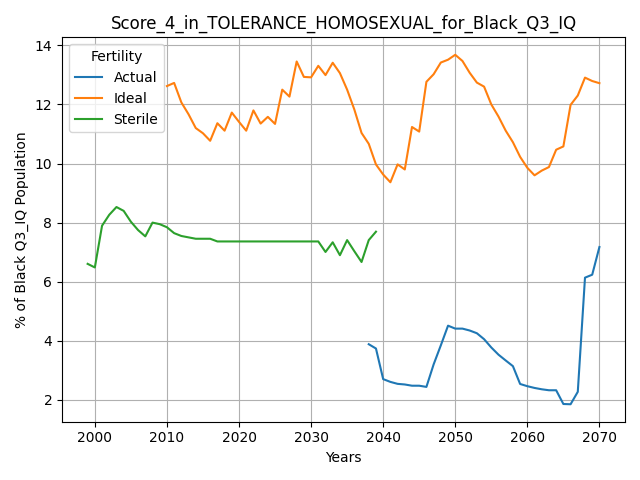 Score_4_in_TOLERANCE_HOMOSEXUAL_for_Black_Q3_IQ
% of Black Q3_IQ Population
14
12
10
8
6
4
2
Fertility
Actual
Ideal
Sterile
2000 2010 2020 2030 2040 2050 2060 2070
Years